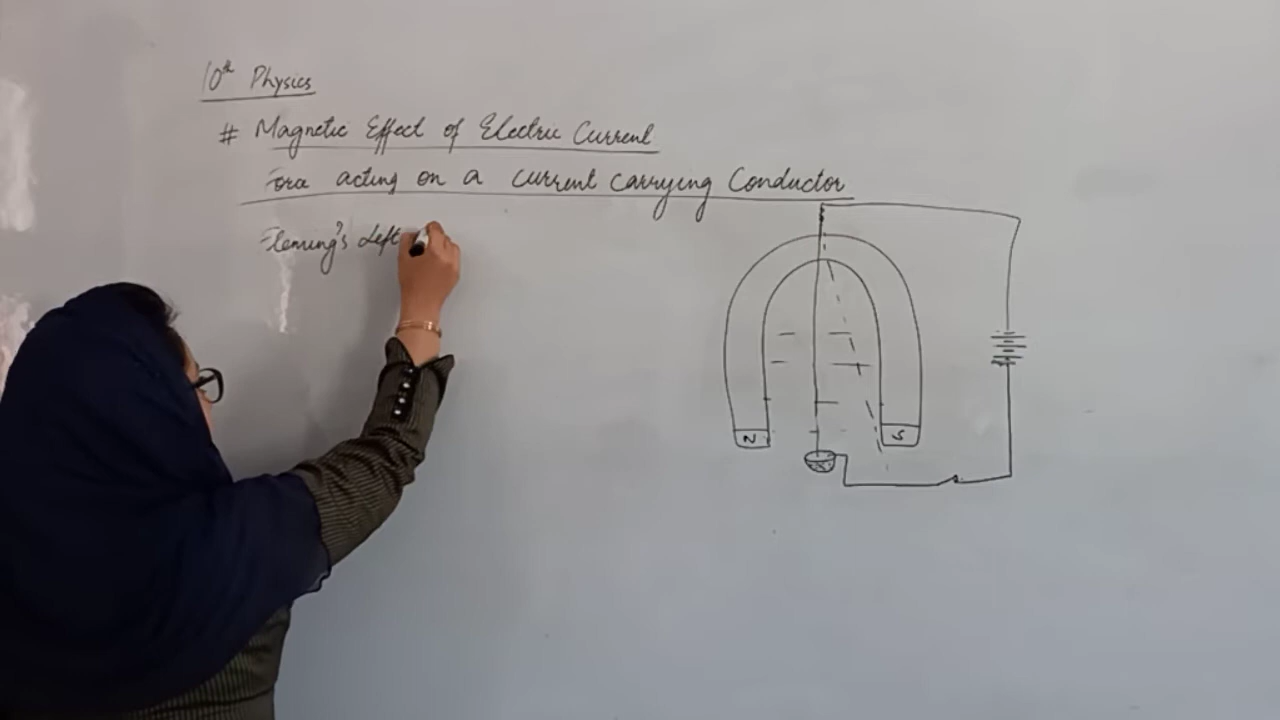 10th Physics
# Magnetic Effect of Electric Current
Force acting on a current carrying Conductor
Fleming's Left
N
S